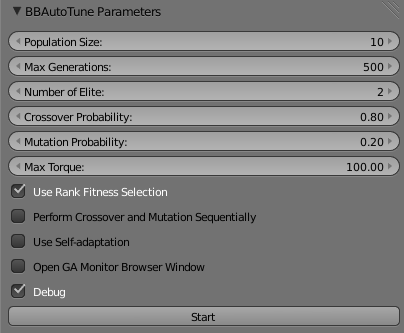 BBAutoTune Parameters
Population Size: 10
Max Generations: 500
Number of Elite: 2
Crossover Probability: 0.80
Mutation Probability: 0.20
Max Torque: 100.00
Use Rank Fitness Selection
Perform Crossover and Mutation Sequentially
Use Self-adaptation
Open GA Monitor Browser Window
Debug
Start